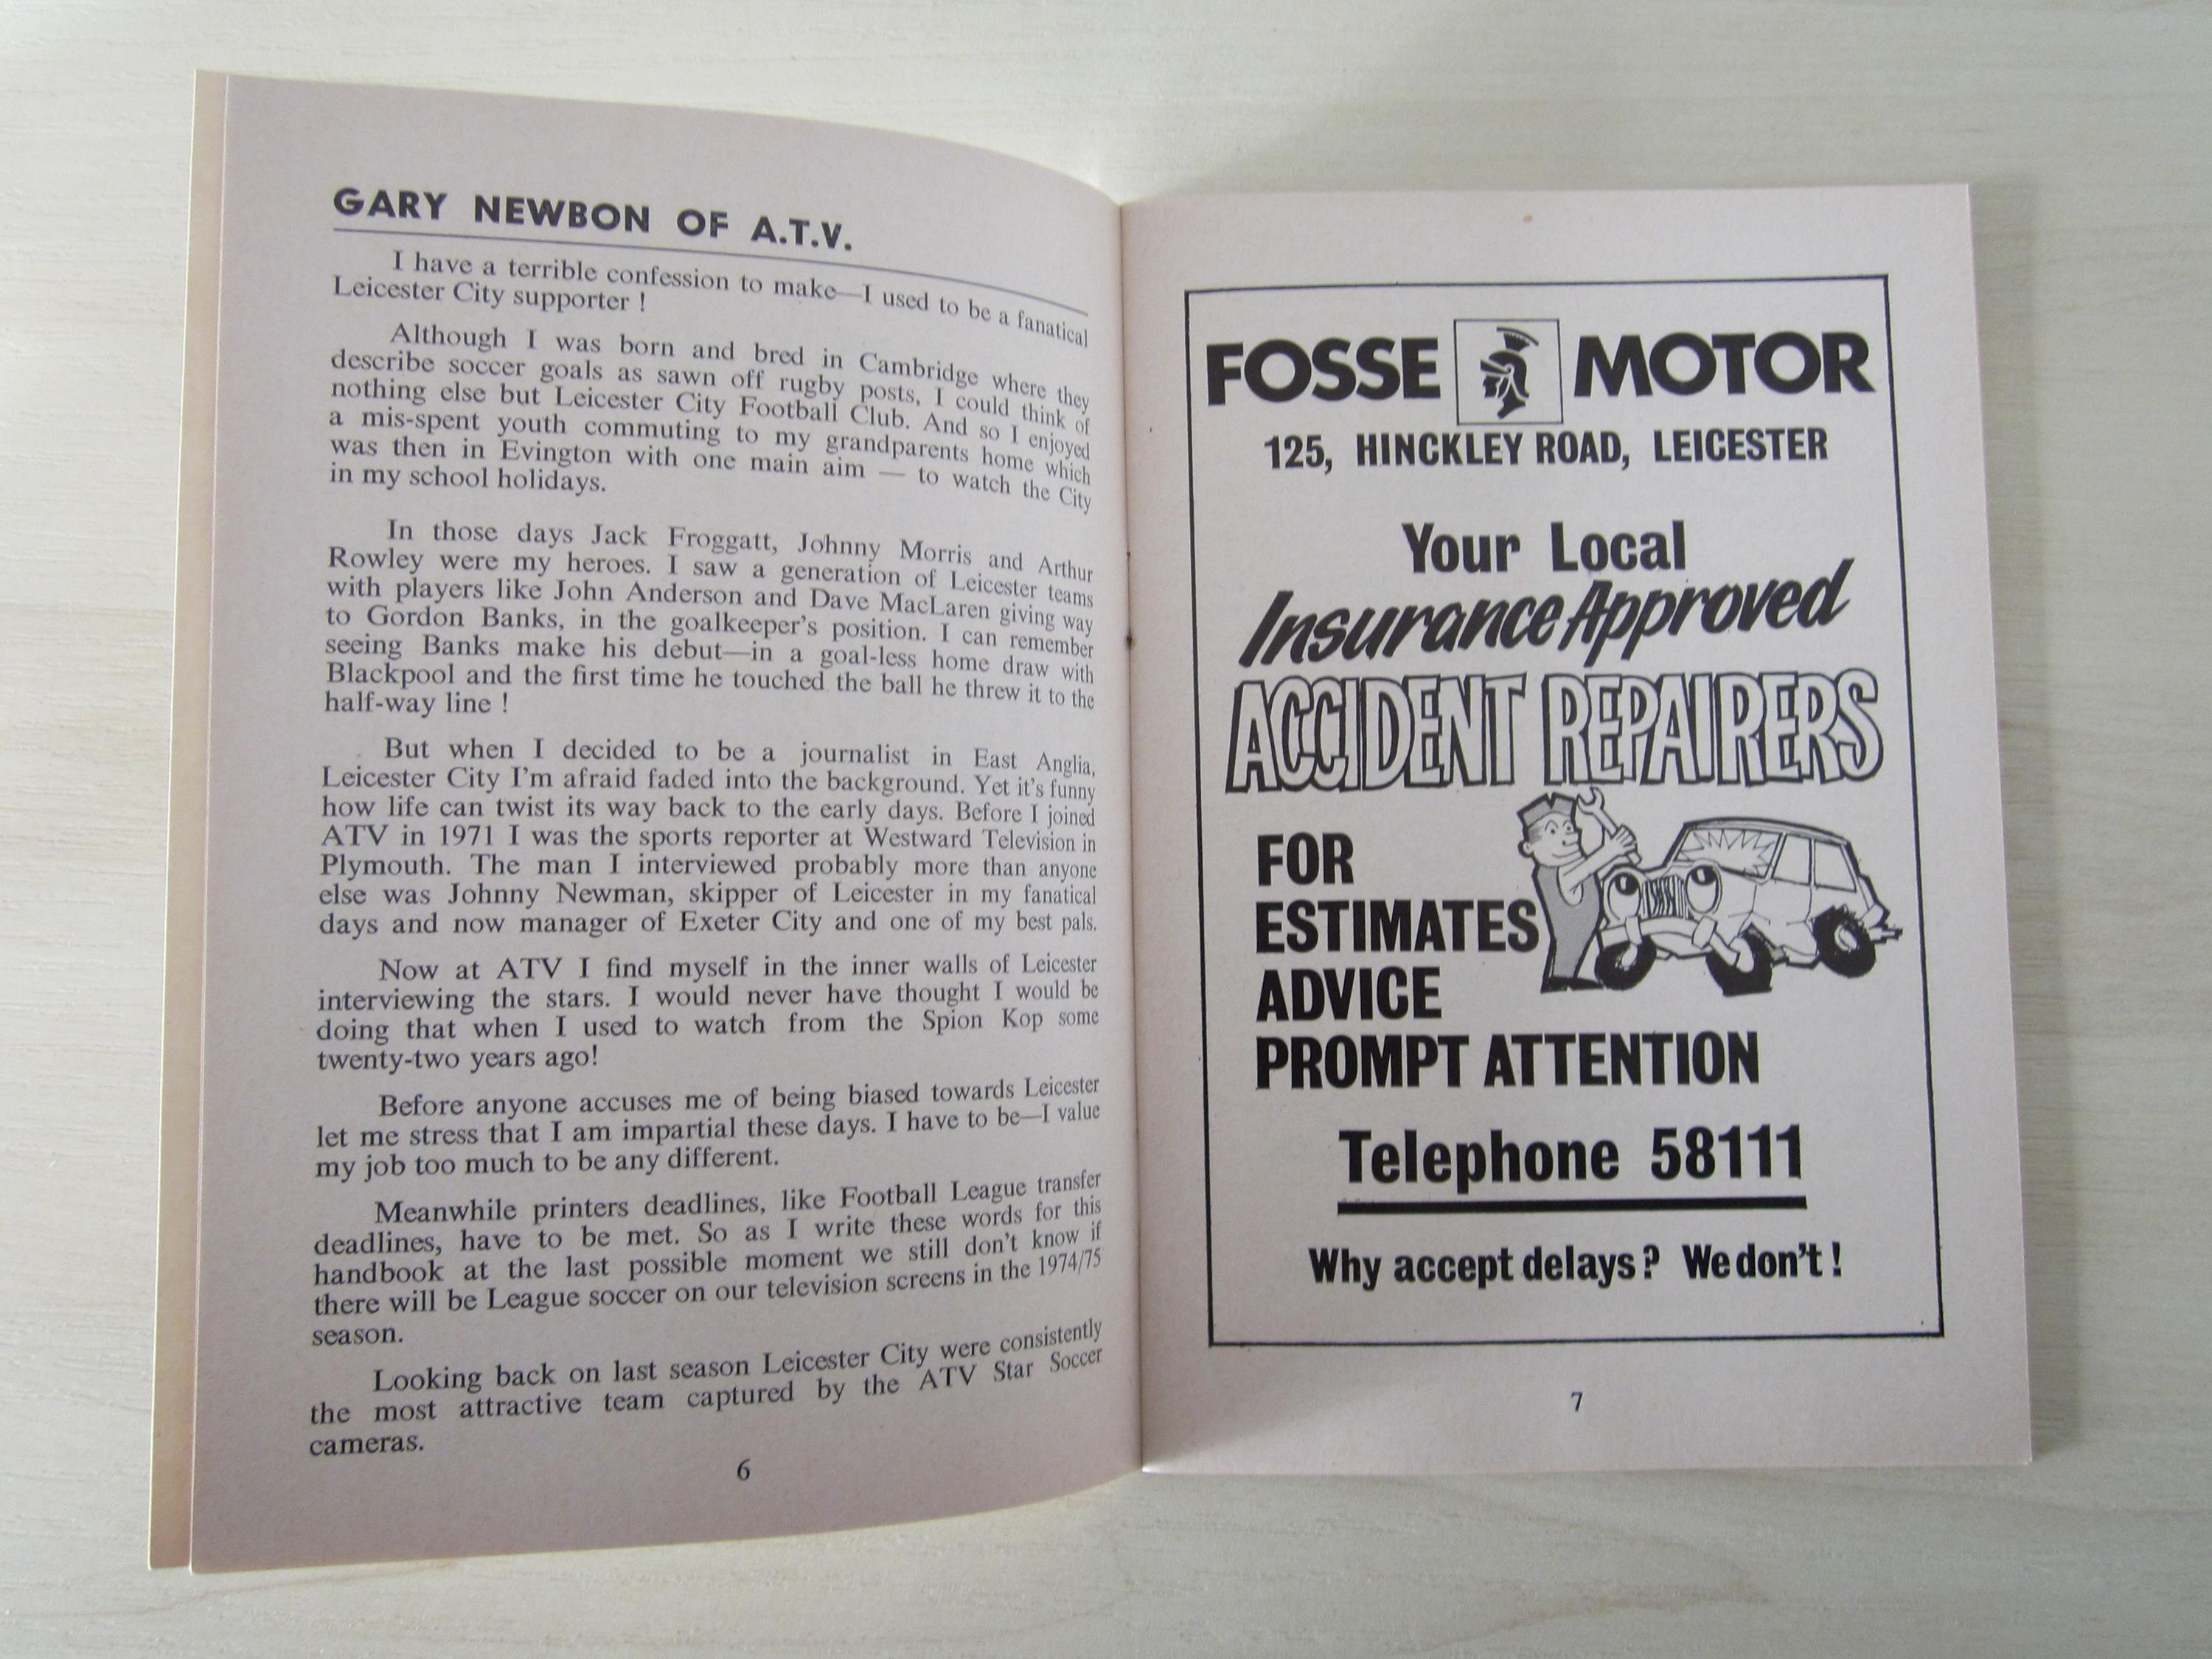 GARY NEWBON OF A.T.V.
I have a terrible confession to make—I used to be a fanatical
Leicester City supporter !
Although I was born and bred in Cambridge where they
describe soccer goals as sawn off rugby posts, I could think of
nothing else but Leicester City Football Club. And so I enjoyed
a mis-spent youth commuting to my grandparents home which
was then in Evington with one main aim — to watch the City
in my school holidays.
In those days Jack Froggatt, Johnny Morris and Arthur
Rowley were my heroes. I saw a generation of Leicester teams
with players like John Anderson and Dave MacLaren giving way
to Gordon Banks, in the goalkeeper's position. I can remember
seeing Banks make his debut—in a goal-less home draw with
Blackpool and the first time he touched the ball he threw it to the
half-way line !
But when I decided to be a journalist in East Anglia,
Leicester City I'm afraid faded into the background. Yet it's funny
how life can twist its way back to the early days. Before I joined
ATV in 1971 I was the sports reporter at Westward Television in
Plymouth. The man I interviewed probably more than anyone
else was Johnny Newman, skipper of Leicester in my fanatical
days and now manager of Exeter City and one of my best pals.
Now at ATV I find myself in the inner walls of Leicester
interviewing the stars. I would never have thought I would be
doing that when I used to watch from the Spion Kop some
twenty-two years ago!
Before anyone accuses me of being biased towards Leicester
let me stress that I am impartial these days. I have to be—I value
my job too much to be any different.
Meanwhile printers deadlines, like Football League transfer
deadlines, have to be met. So as I write these words for this
handbook at the last possible moment we still don't know if
there will be League soccer on our television screens in the 1974/75
season.
Looking back on last season Leicester City were consistently
the most attractive team captured by the ATV Star Soccer
cameras.
6
FOSSE MOTOR
125, HINCKLEY ROAD, LEICESTER
Your Local
Insurance Approved
ACCIDENT REPAIRERS
FOR
ESTIMATES
ADVICE
PROMPT ATTENTION
Telephone 58111
Why accept delays? We don't !
7